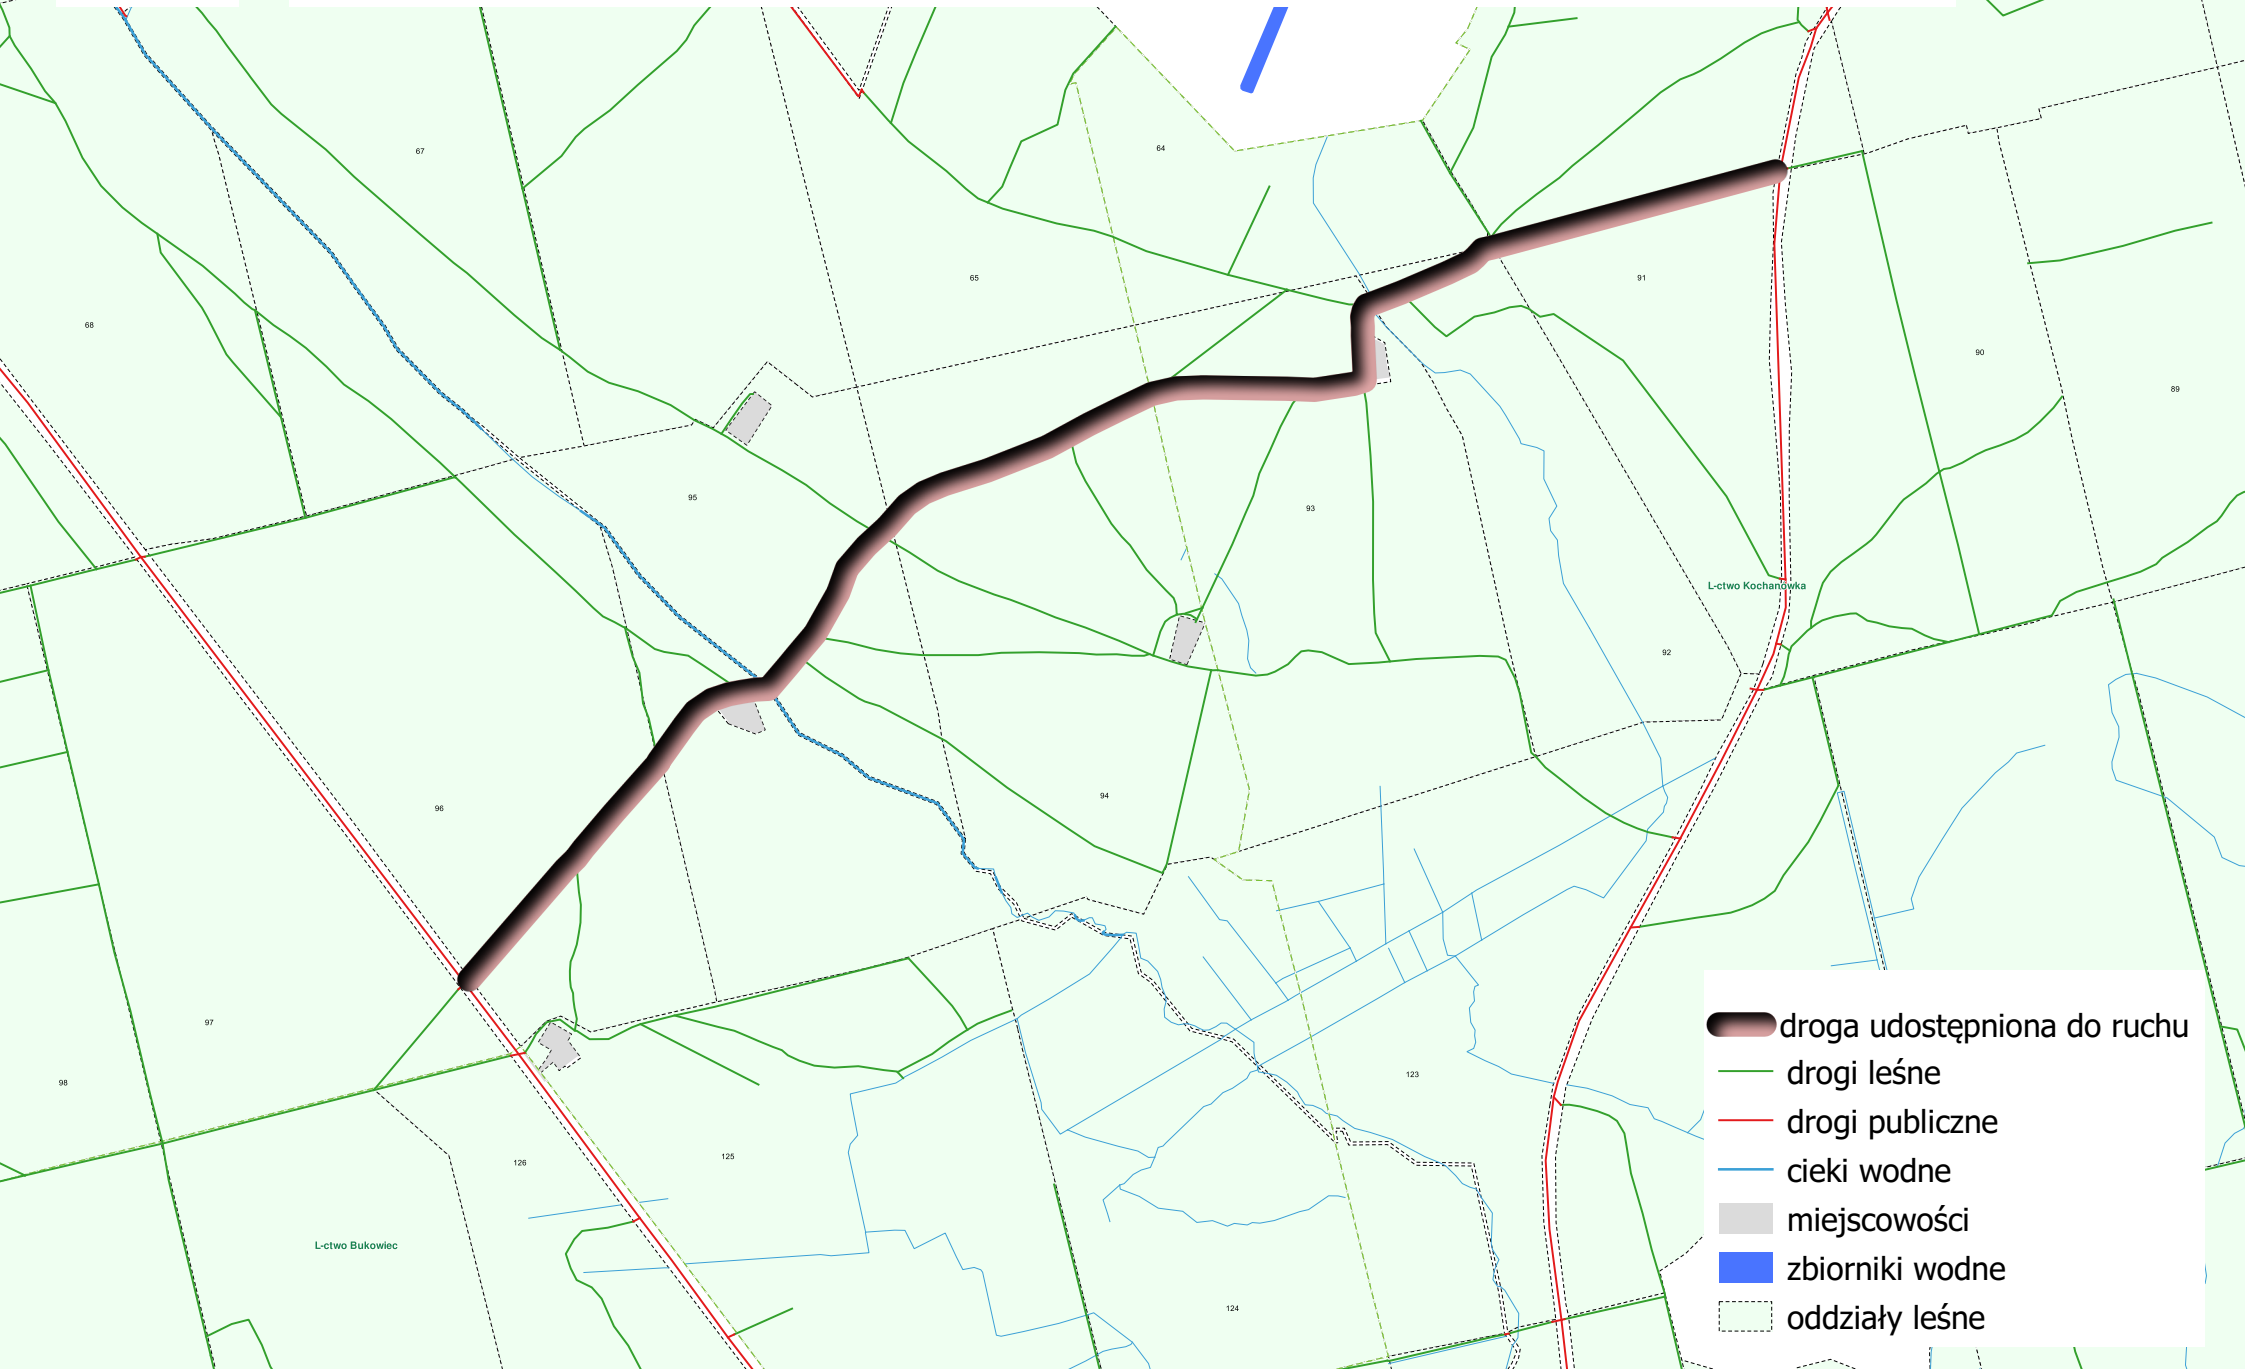 64
67
65
91
68
90
89
95
93
L-ctwo Kochanówka
92
94
96
97
droga udostępniona do ruchu
drogi leśne
123
98
drogi publiczne
125
126
cieki wodne
miejscowości
L-ctwo Bukowiec
zbiorniki wodne
124
oddziały leśne